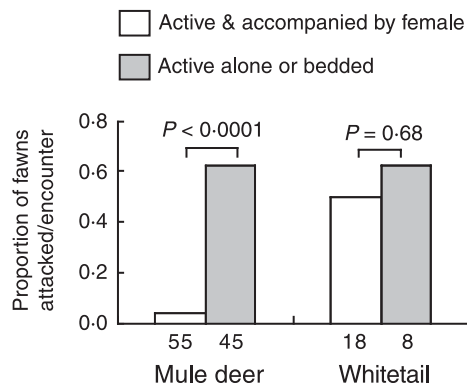 Active & accompanied by female
Active alone or bedded
Proportion of fawns
attacked/encounter
0·8
0·6
0·4
0·2
0·0
P < 0·0001
P = 0·68
55 45 18 8
Mule deer Whitetail